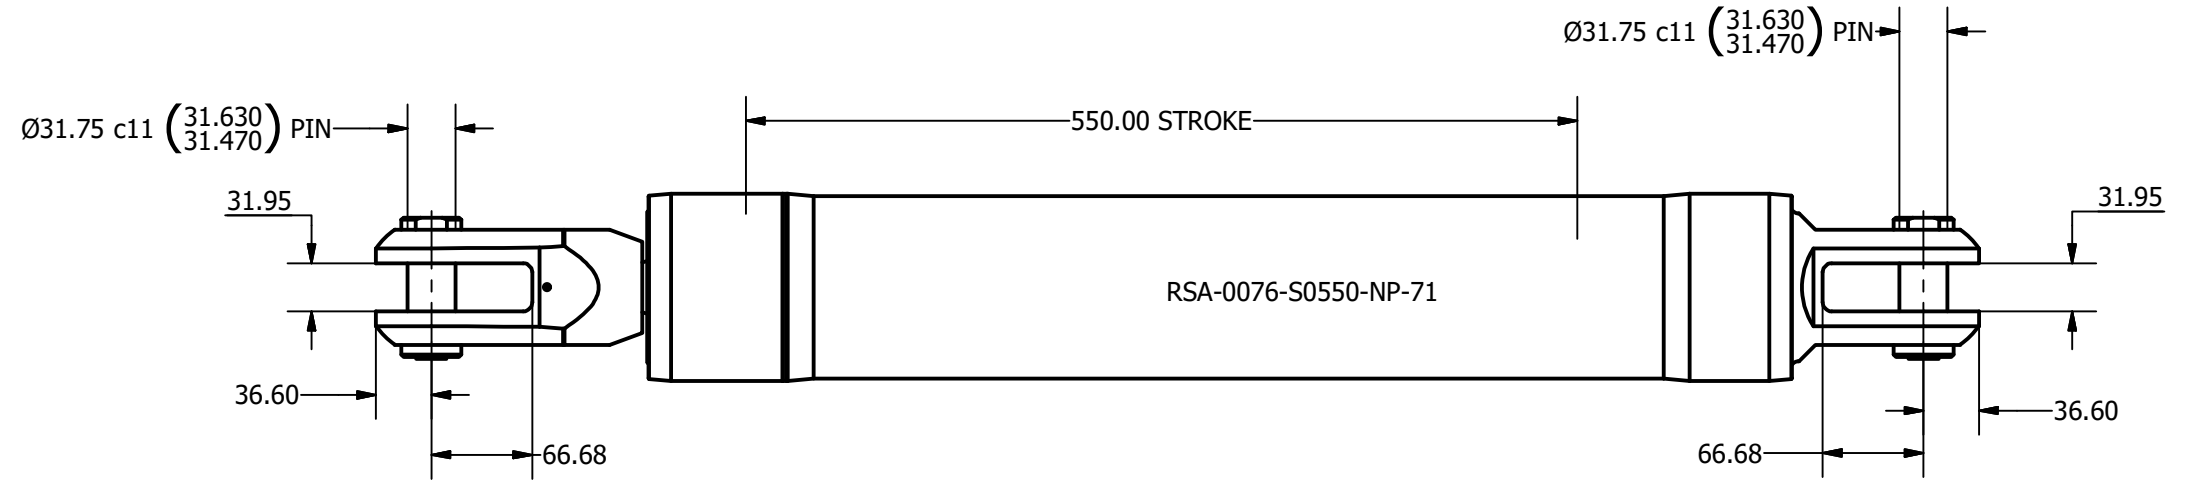 Ø31.75 c11 (31.630
31.470) PIN
Ø31.75 c11 (31.630
31.470) PIN
550.00 STROKE
31.95
31.95
RSA-0076-S0550-NP-71
36.60
36.60
66.68
66.68